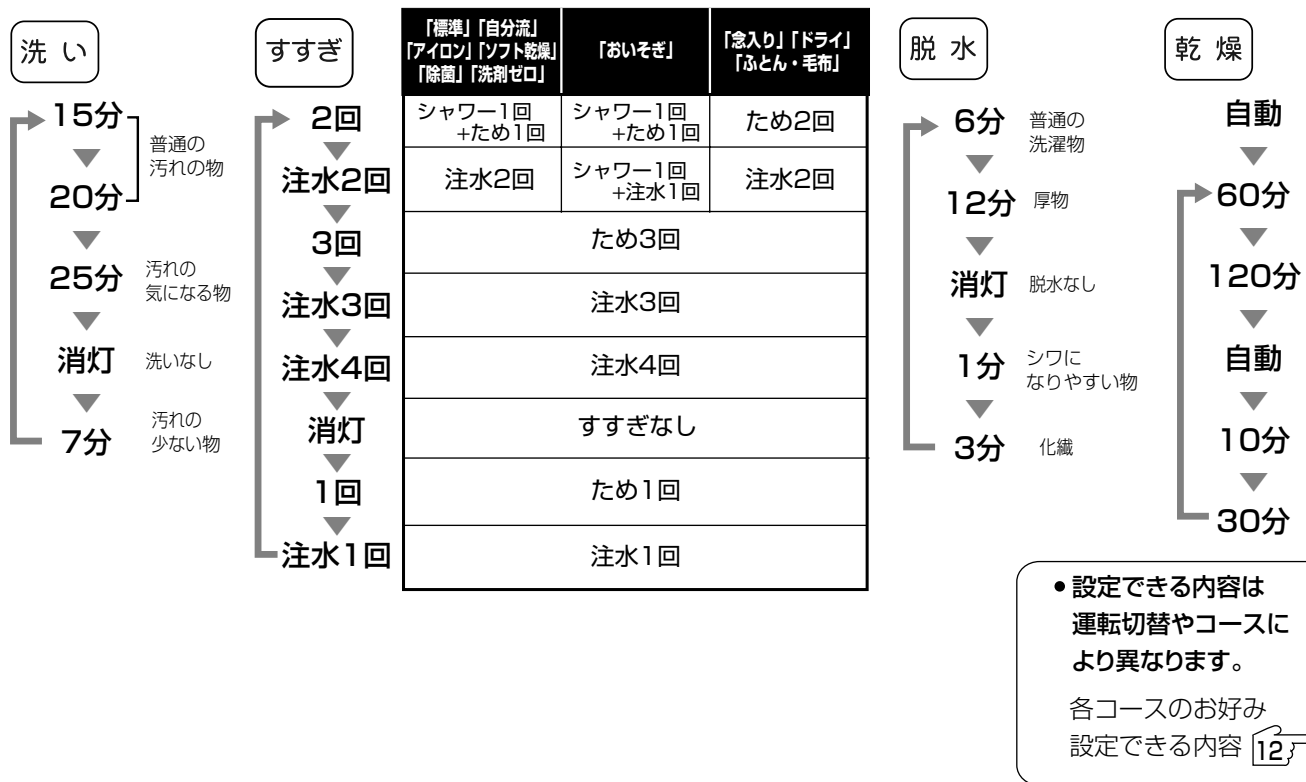 洗い
15分
普通の
汚れの物
20分
25分
汚れの
気になる物
消灯
洗いなし
7分
汚れの
少ない物
すすぎ
2回
注水2回
3回
注水3回
注水4回
消灯
1回
注水1回
「標準」「自分流」
「アイロン」「ソフト乾燥」
「除菌」「洗剤ゼロ」
「おいそぎ」
「念入り」「ドライ」
「ふとん・毛布」
シャワー1回
+ため1回
シャワー1回
+ため1回
ため2回
注水2回
シャワー1回
+注水1回
注水2回
ため3回
注水3回
注水4回
すすぎなし
ため1回
注水1回
脱水
6分
普通の
洗濯物
12分
厚物
消灯
脱水なし
1分
シワに
なりやすい物
3分
化繊
乾燥
自動
60分
120分
自動
10分
30分
•設定できる内容は
運転切替やコースに
より異なります。
各コースのお好み
設定できる内容 12